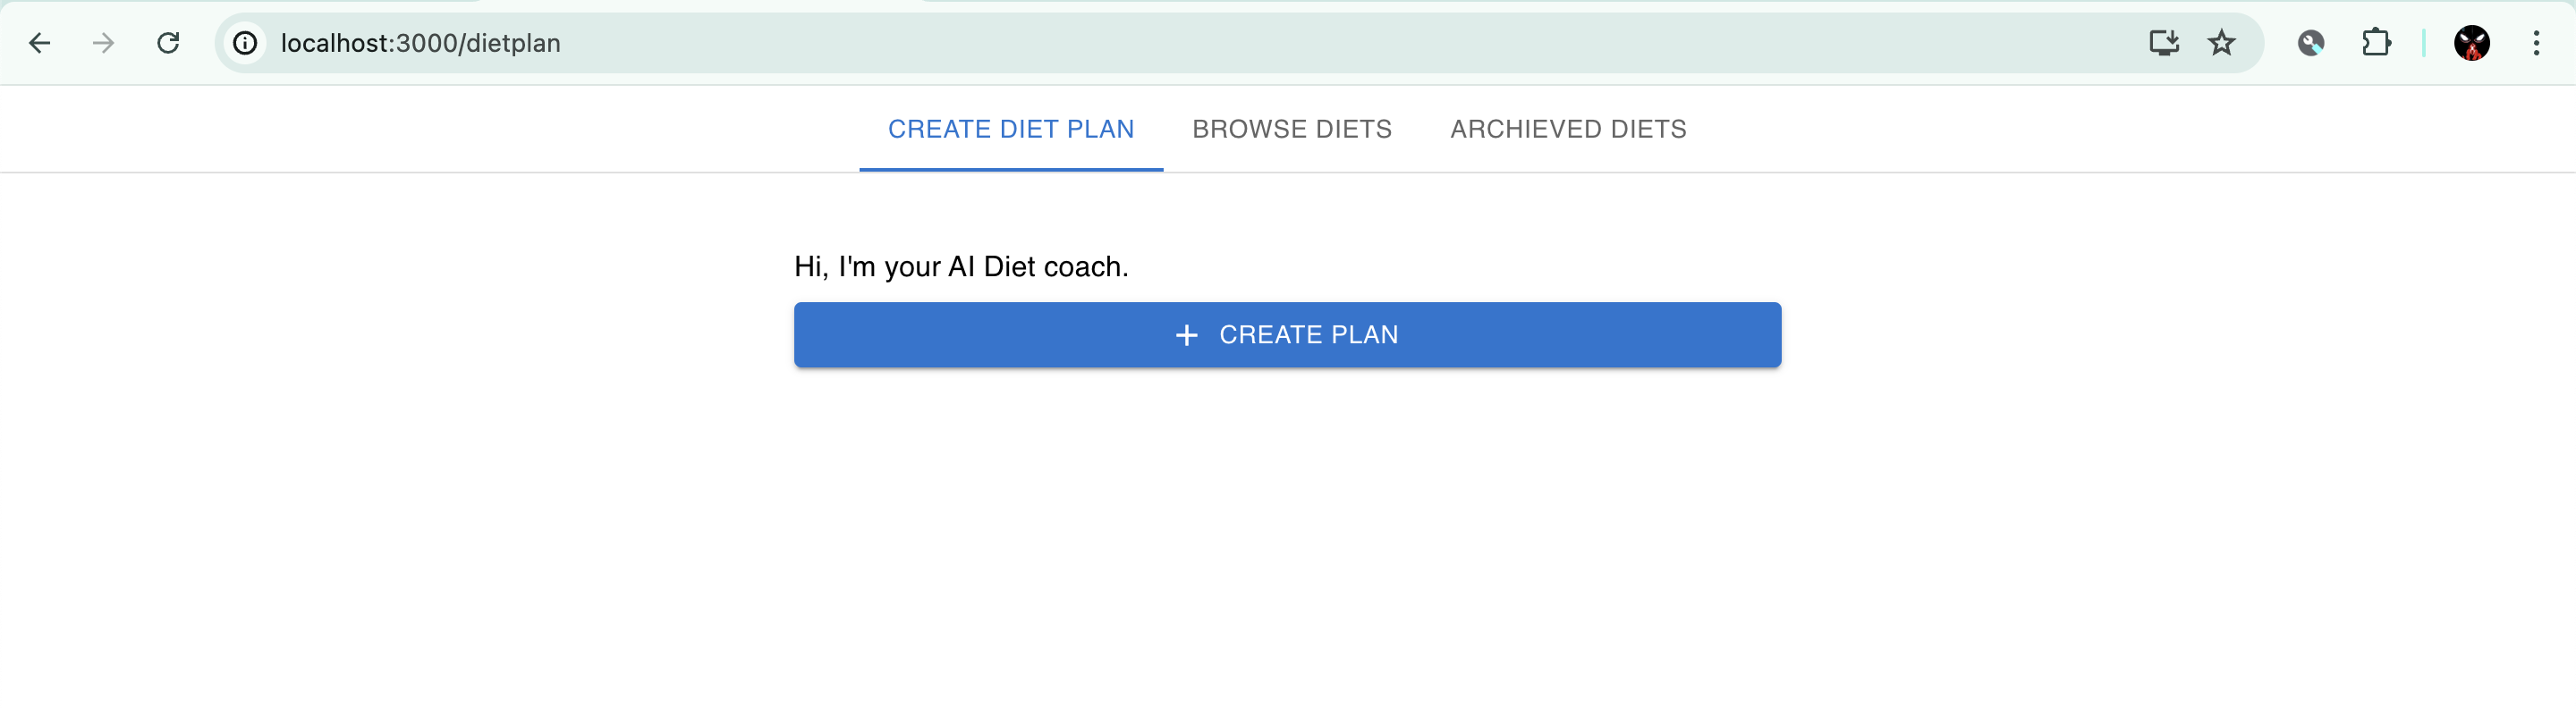 localhost:3000/dietplan
CREATE DIET PLAN BROWSE DIETS ARCHIEVED DIETS
Hi, I'm your AI Diet coach.
+ CREATE PLAN